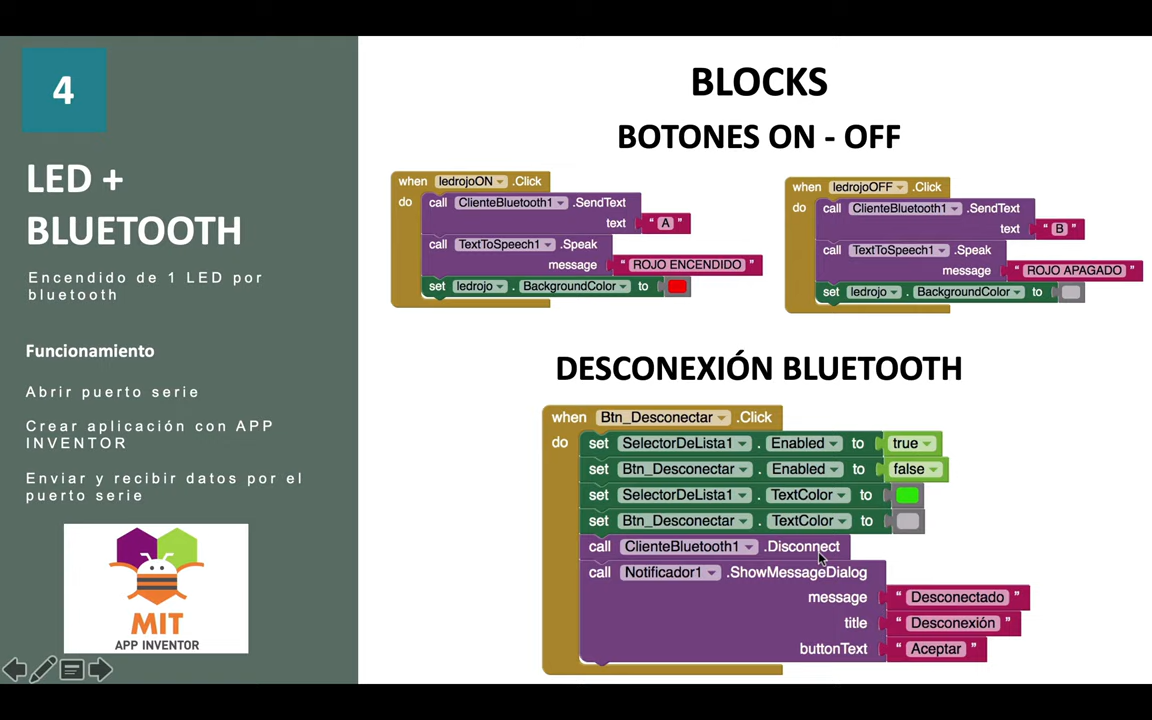 4
LED +
BLUETOOTH
Encendido de 1 LED por
bluetooth
Funcionamiento
Abrir puerto serie
Crear aplicación con APP
INVENTOR
Enviar y recibir datos por el
puerto serie
MIT
APP INVENTOR
BLOCKS
BOTONES ON - OFF
when ledrojoON .Click
do call ClienteBluetooth1 .SendText
text " A "
call TextToSpeech1 .Speak
message " ROJO ENCENDIDO "
set ledrojo . BackgroundColor to
when ledrojoOFF .Click
do call ClienteBluetooth1 .SendText
text " B "
call TextToSpeech1 .Speak
message " ROJO APAGADO "
set ledrojo . BackgroundColor to
DESCONEXIÓN BLUETOOTH
when Btn_Desconectar .Click
do set SelectorDeLista1 . Enabled to true
set Btn_Desconectar . Enabled to false
set SelectorDeLista1 . TextColor to
set Btn_Desconectar . TextColor to
call ClienteBluetooth1 .Disconnect
call Notificador1 .ShowMessageDialog
message " Desconectado "
title " Desconexión "
buttonText " Aceptar "